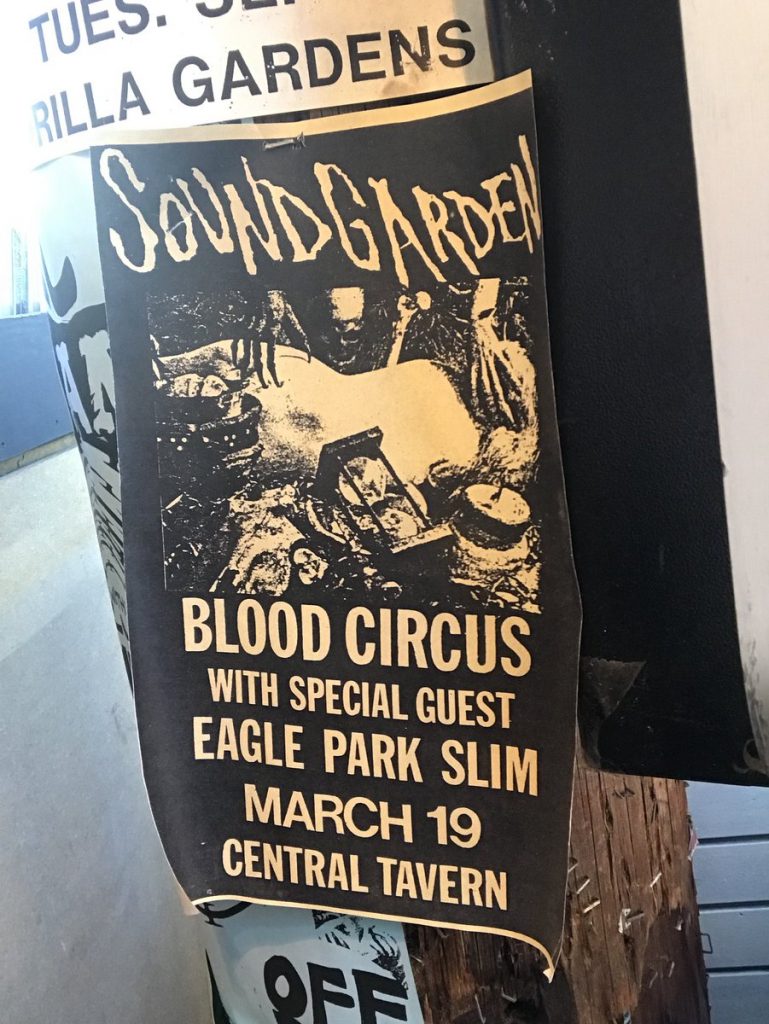 TUES.
RILLA GARDENS
SOUNDGARDEN
BLOOD CIRCUS
WITH SPECIAL GUEST
EAGLE PARK SLIM
MARCH 19
CENTRAL TAVERN
OFF